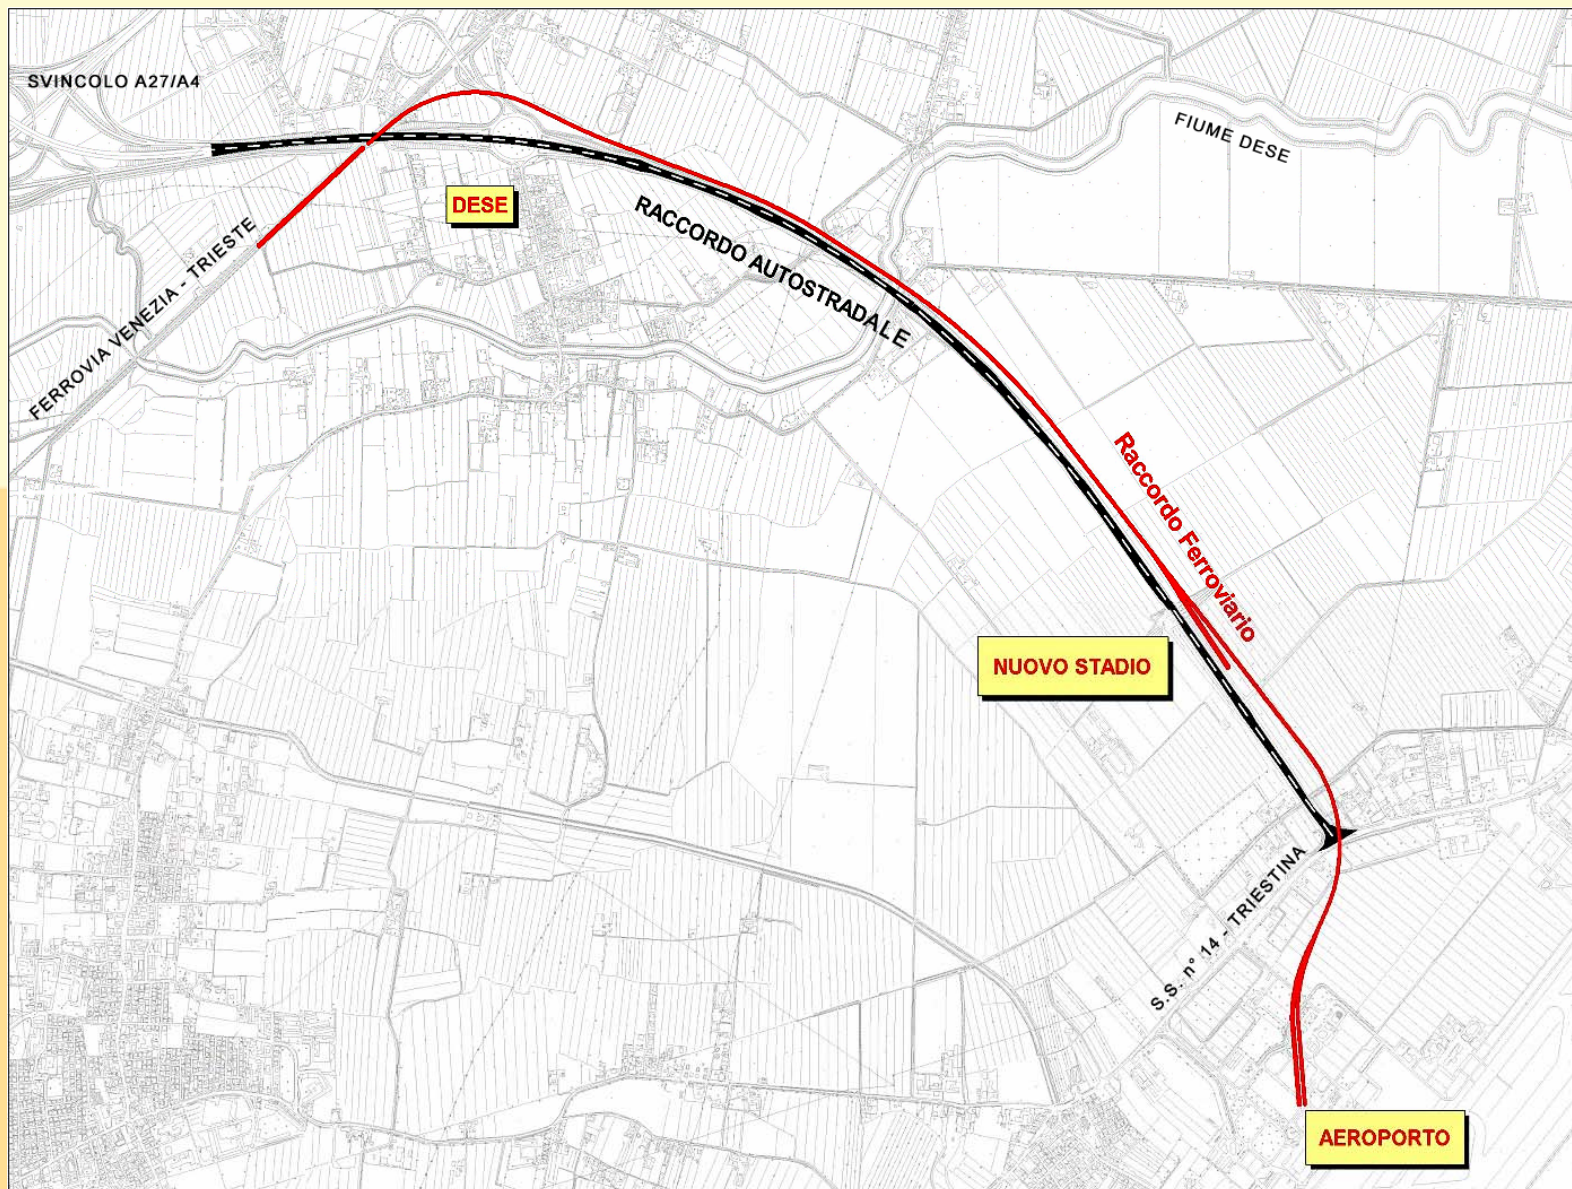 SVINCOLO A27/A4
FIUME DESE
DESE
RACCORDO AUTOSTRADALE
FERROVIA VENEZIA - TRIESTE
Raccordo Ferroviario
NUOVO STADIO
S.S. n° 14 - TRIESTINA
AEROPORTO